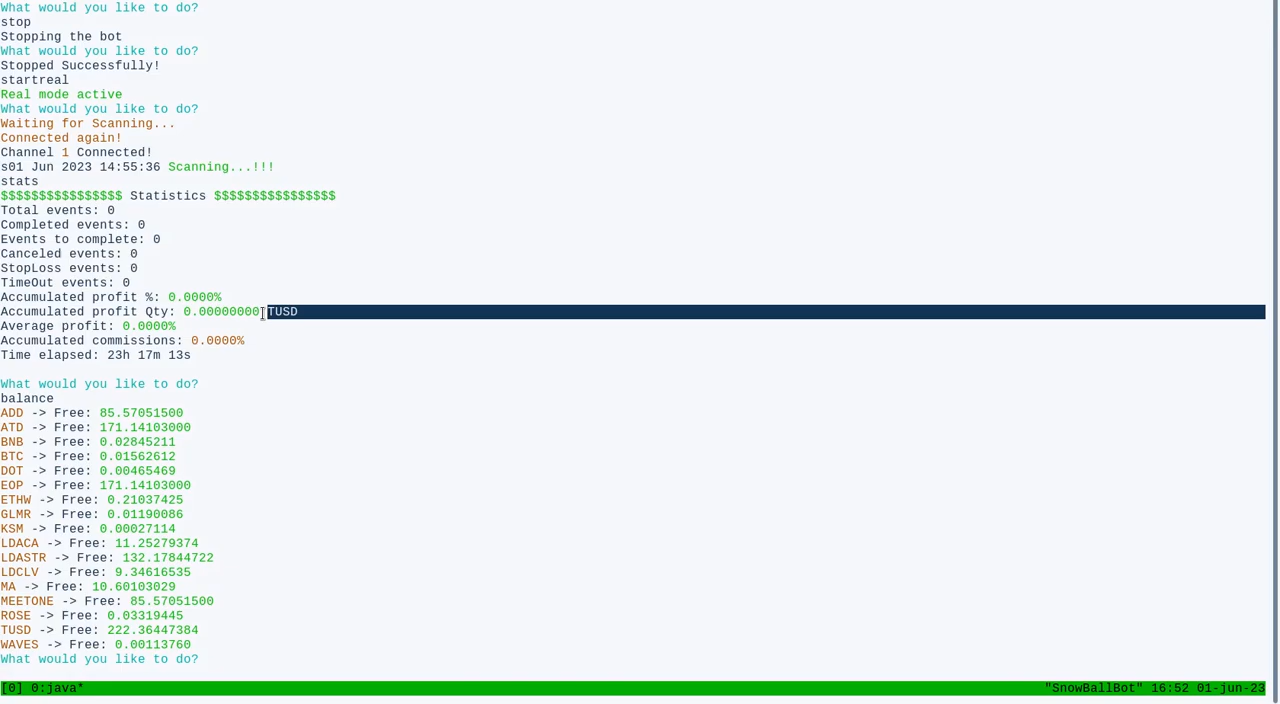 What would you like to do?
stop
Stopping the bot
What would you like to do?
Stopped Successfully!
startreal
Real mode active
What would you like to do?
Waiting for Scanning...
Connected again!
Channel 1 Connected!
s01 Jun 2023 14:55:36 Scanning...!!!
stats
$$$$$$$$$$$$$$$$ Statistics $$$$$$$$$$$$$$$$
Total events: 0
Completed events: 0
Events to complete: 0
Canceled events: 0
StopLoss events: 0
TimeOut events: 0
Accumulated profit %: 0.0000%
Accumulated profit Qty: 0.00000000 TUSD
Average profit: 0.0000%
Accumulated commissions: 0.0000%
Time elapsed: 23h 17m 13s
What would you like to do?
balance
ADD -> Free: 85.57051500
ATD -> Free: 171.14103000
BNB -> Free: 0.02845211
BTC -> Free: 0.01562612
DOT -> Free: 0.00465469
EOP -> Free: 171.14103000
ETHW -> Free: 0.21037425
GLMR -> Free: 0.01190086
KSM -> Free: 0.00027114
LDACA -> Free: 11.25279374
LDASTR -> Free: 132.17844722
LDCLV -> Free: 9.34616535
MA -> Free: 10.60103029
MEETONE -> Free: 85.57051500
ROSE -> Free: 0.03319445
TUSD -> Free: 222.36447384
WAVES -> Free: 0.00113760
What would you like to do?
[0] 0:java* "SnowBallBot" 16:52 01-jun-23